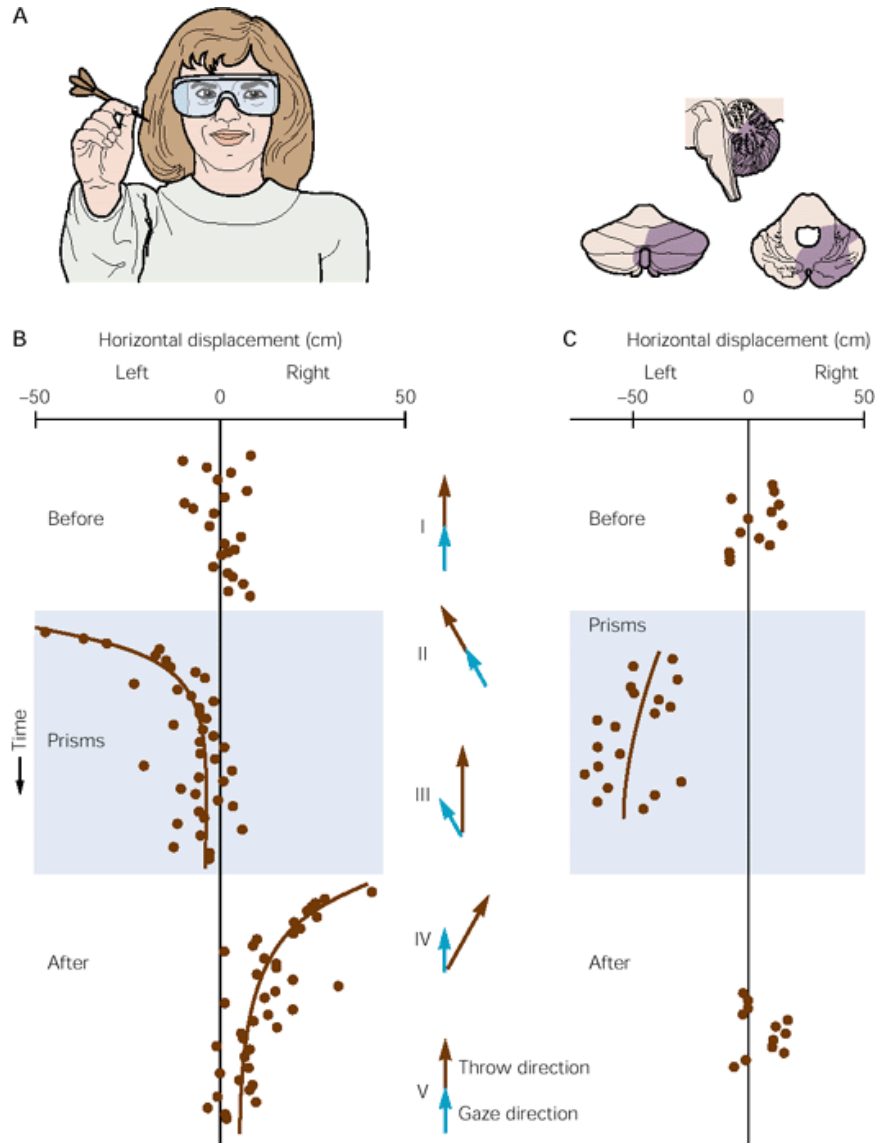 A
B
Horizontal displacement (cm)
Left Right
–50 0 50
Before
Prisms
Time
After
I
II
III
IV
V
Throw direction
Gaze direction
C
Horizontal displacement (cm)
Left Right
–50 0 50
Before
Prisms
After